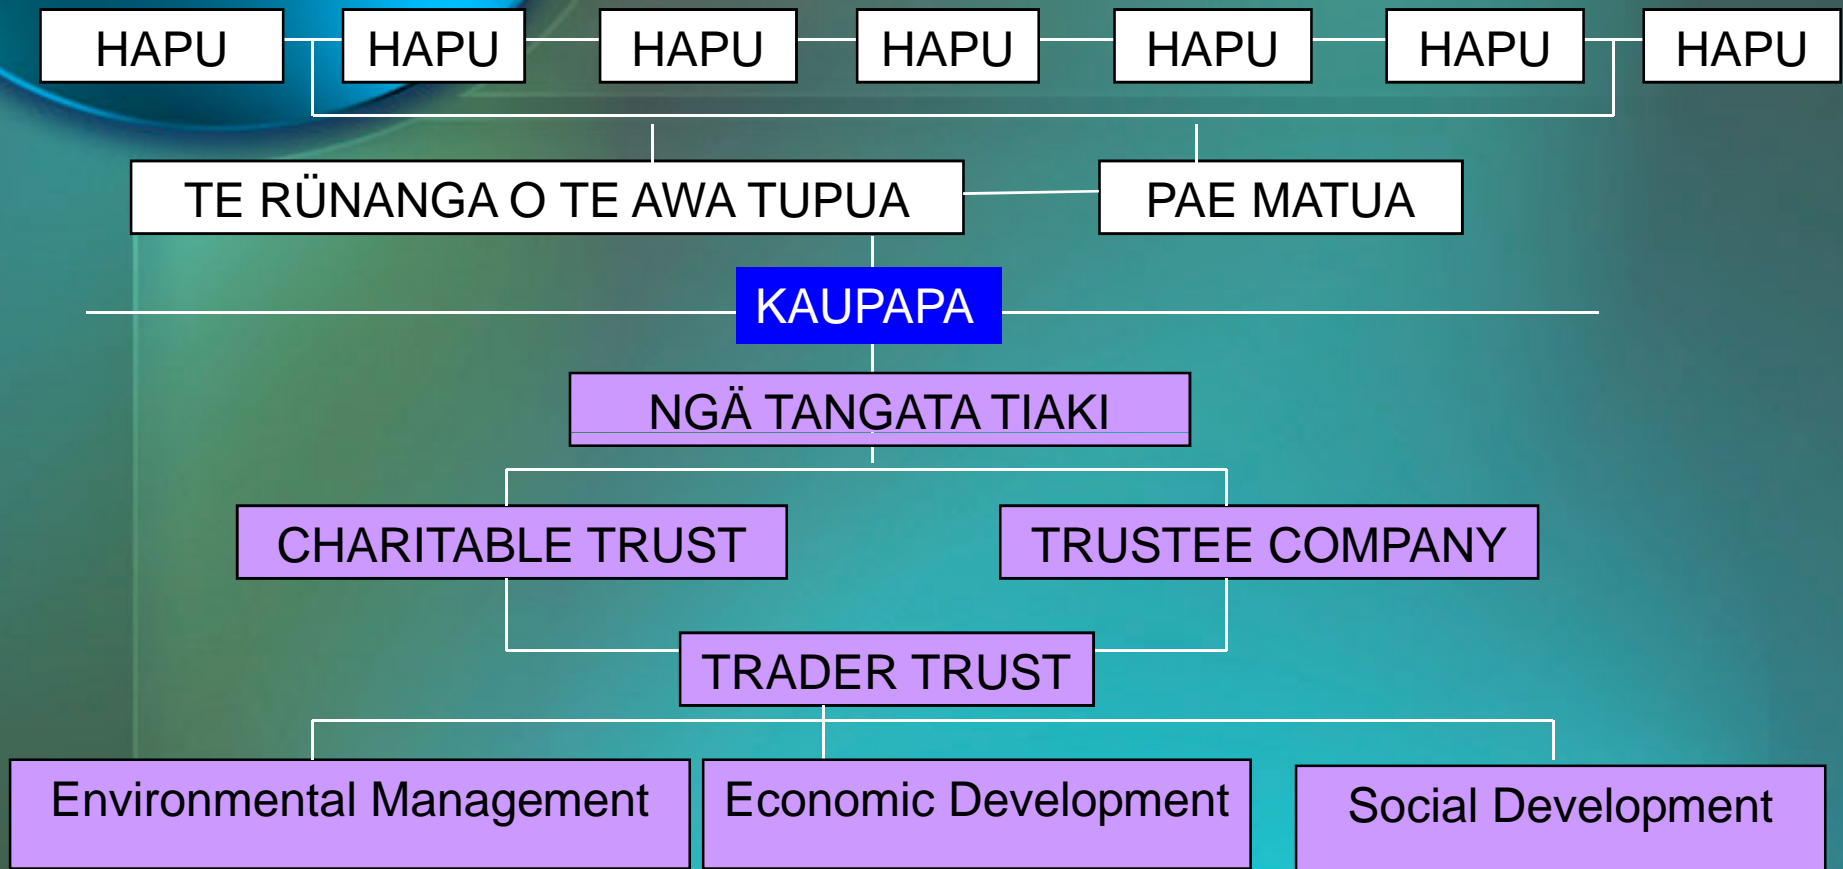 HAPU HAPU HAPU HAPU HAPU HAPU HAPU
TE RÜNANGA O TE AWA TUPUA PAE MATUA
KAUPAPA
NGÄ TANGATA TIAKI
CHARITABLE TRUST TRUSTEE COMPANY
TRADER TRUST
Environmental Management Economic Development Social Development